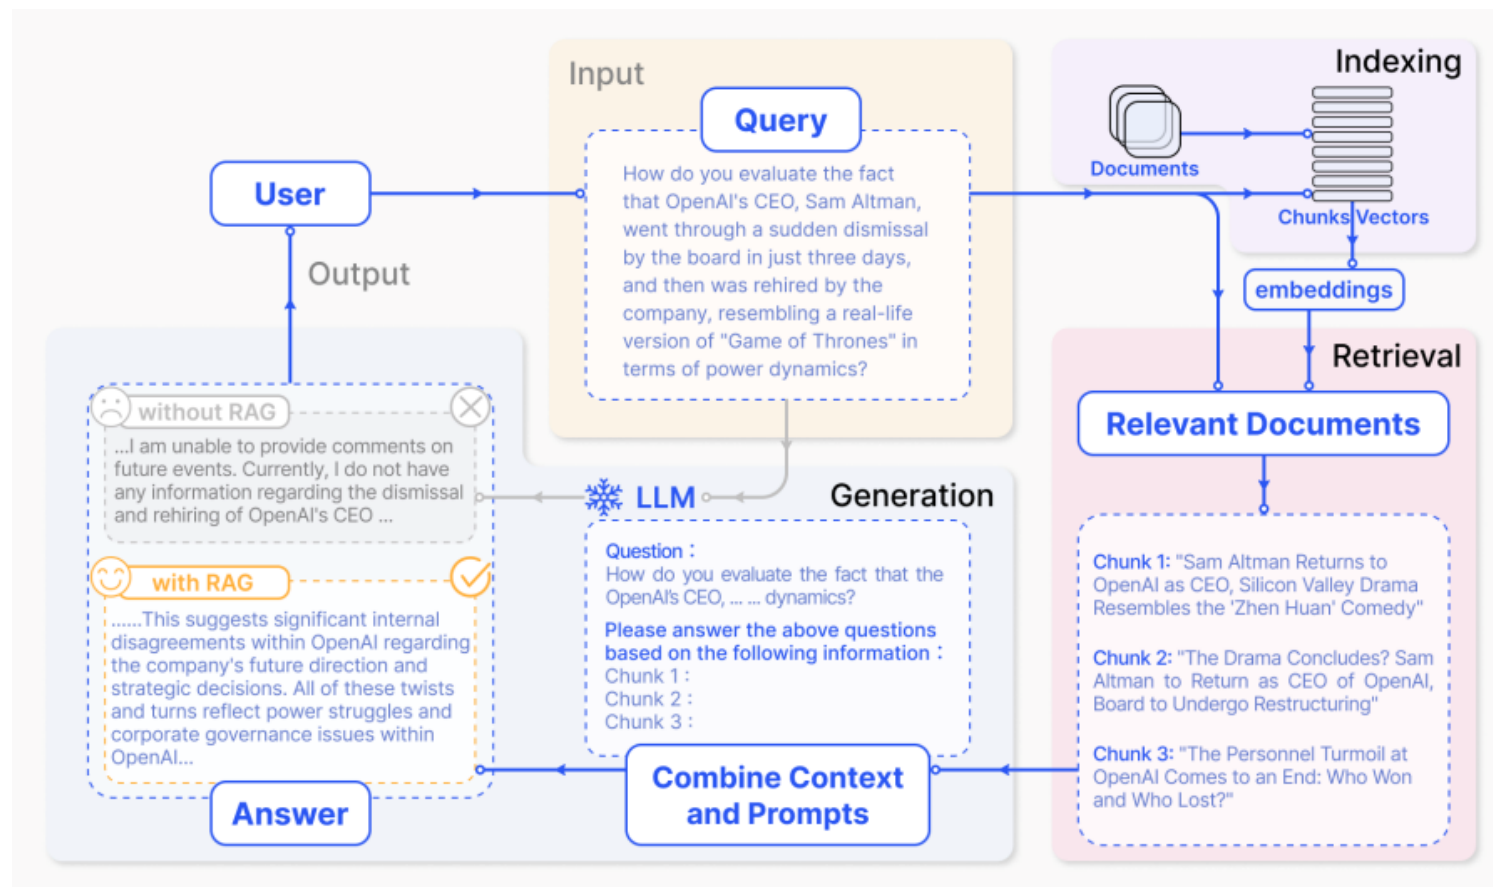 Input
Query
How do you evaluate the fact
that OpenAI's CEO, Sam Altman,
went through a sudden dismissal
by the board in just three days,
and then was rehired by the
company, resembling a real-life
version of "Game of Thrones" in
terms of power dynamics?
Indexing
Documents
Chunks Vectors
embeddings
User
Output
Retrieval
Relevant Documents
Chunk 1: "Sam Altman Returns to
OpenAI as CEO, Silicon Valley Drama
Resembles the 'Zhen Huan' Comedy"
Chunk 2: "The Drama Concludes? Sam
Altman to Return as CEO of OpenAI,
Board to Undergo Restructuring"
Chunk 3: "The Personnel Turmoil at
OpenAI Comes to an End: Who Won
and Who Lost?"
Generation
LLM
Question :
How do you evaluate the fact that the
OpenAI's CEO, ... ... dynamics?
Please answer the above questions
based on the following information :
Chunk 1 :
Chunk 2 :
Chunk 3 :
Combine Context
and Prompts
without RAG
...I am unable to provide comments on
future events. Currently, I do not have
any information regarding the dismissal
and rehiring of OpenAI's CEO ...
with RAG
......This suggests significant internal
disagreements within OpenAI regarding
the company's future direction and
strategic decisions. All of these twists
and turns reflect power struggles and
corporate governance issues within
OpenAI...
Answer